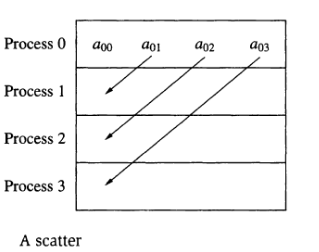 Process 0 a00 a01 a02 a03
Process 1
Process 2
Process 3
A scatter